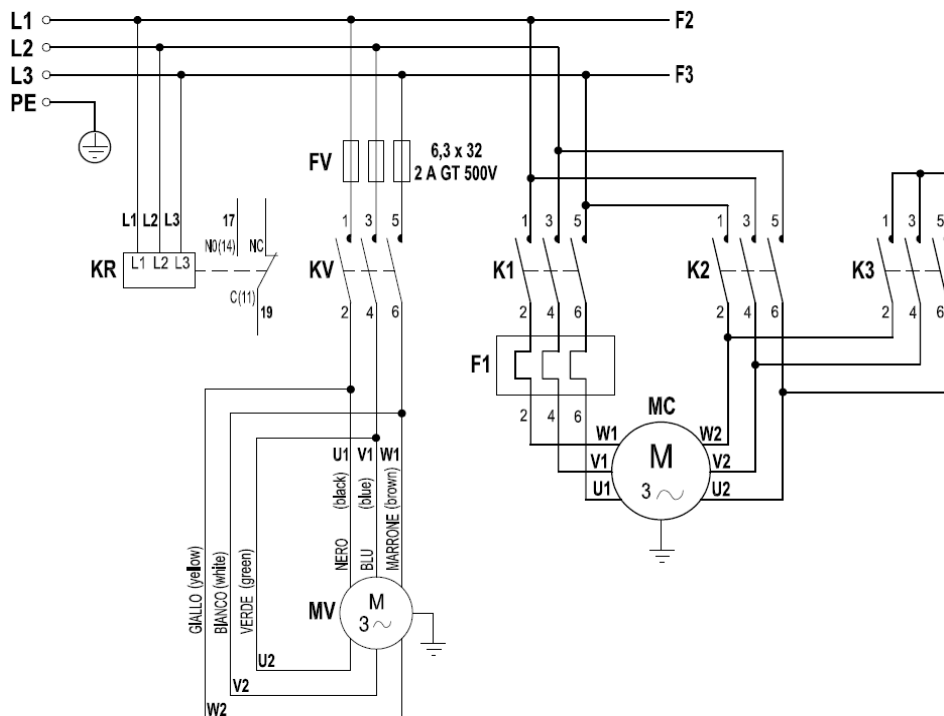 L1 F2
L2
L3 F3
PE
FV 6,3 x 32
2 A GT 500V
L1 L2 L3 17
1 3 5 1 3 5 1 3 5 1 3 5
N0(14) NC
KR L1 L2 L3 KV K1 K2 K3
C(11)
19 2 4 6 2 4 6 2 4 6 2 4 6
F1
2 4 6 MC
W1 W2
U1 V1 W1 M
V1 V2
3 U1 U2
(black) (blue) (brown)
NERO BLU MARRONE
GIALLO (yellow)
BIANCO (white)
VERDE (green)
MV M
3
U2
V2
W2